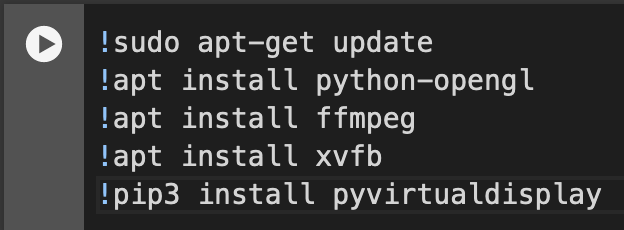 !sudo apt-get update
!apt install python-opengl
!apt install ffmpeg
!apt install xvfb
!pip3 install pyvirtualdisplay